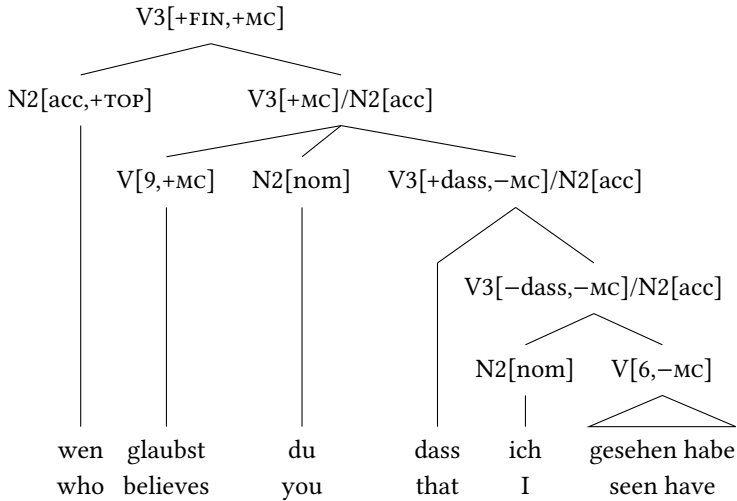 V3[+FIN,+MC]
N2[acc,+TOP] V3[+MC]/N2[acc]
V[9,+MC] N2[nom] V3[+dass,−MC]/N2[acc]
V3[−dass,−MC]/N2[acc]
N2[nom] V[6,−MC]
wen glaubst du dass ich gesehen habe
who believes you that I seen have